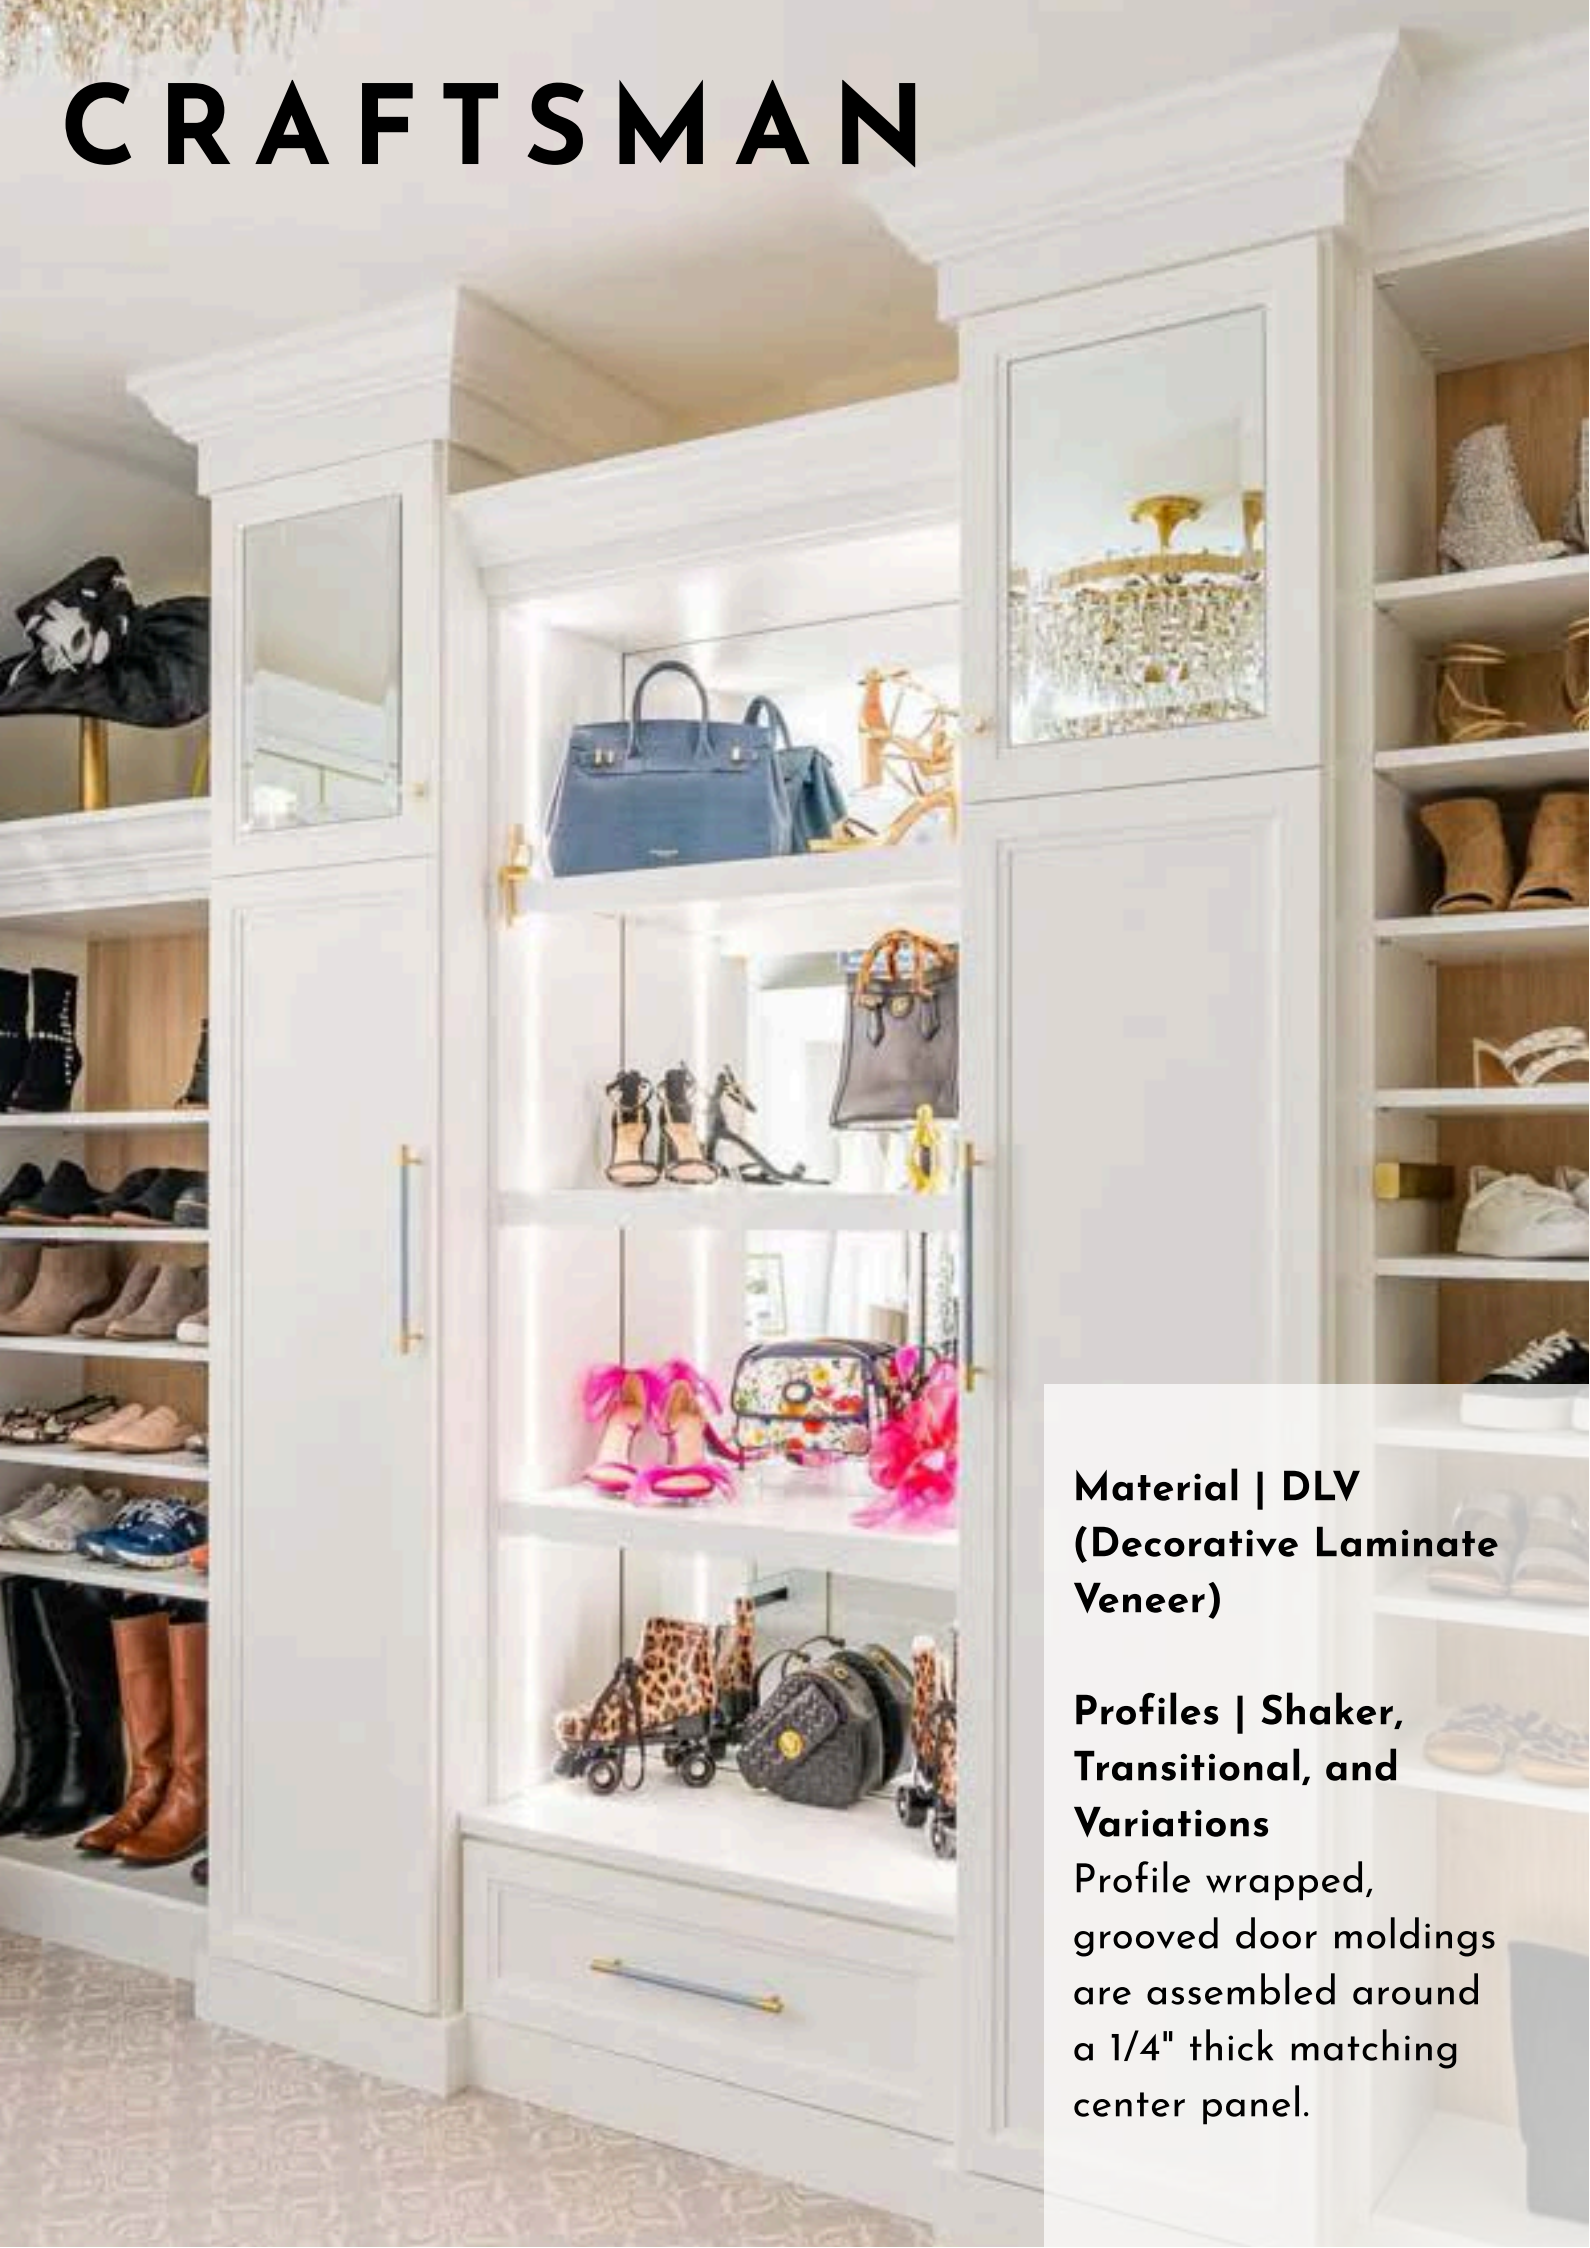 CRAFTSMAN
Material | DLV
(Decorative Laminate
Veneer)
Profiles | Shaker,
Transitional, and
Variations
Profile wrapped,
grooved door moldings
are assembled around
a 1/4" thick matching
center panel.